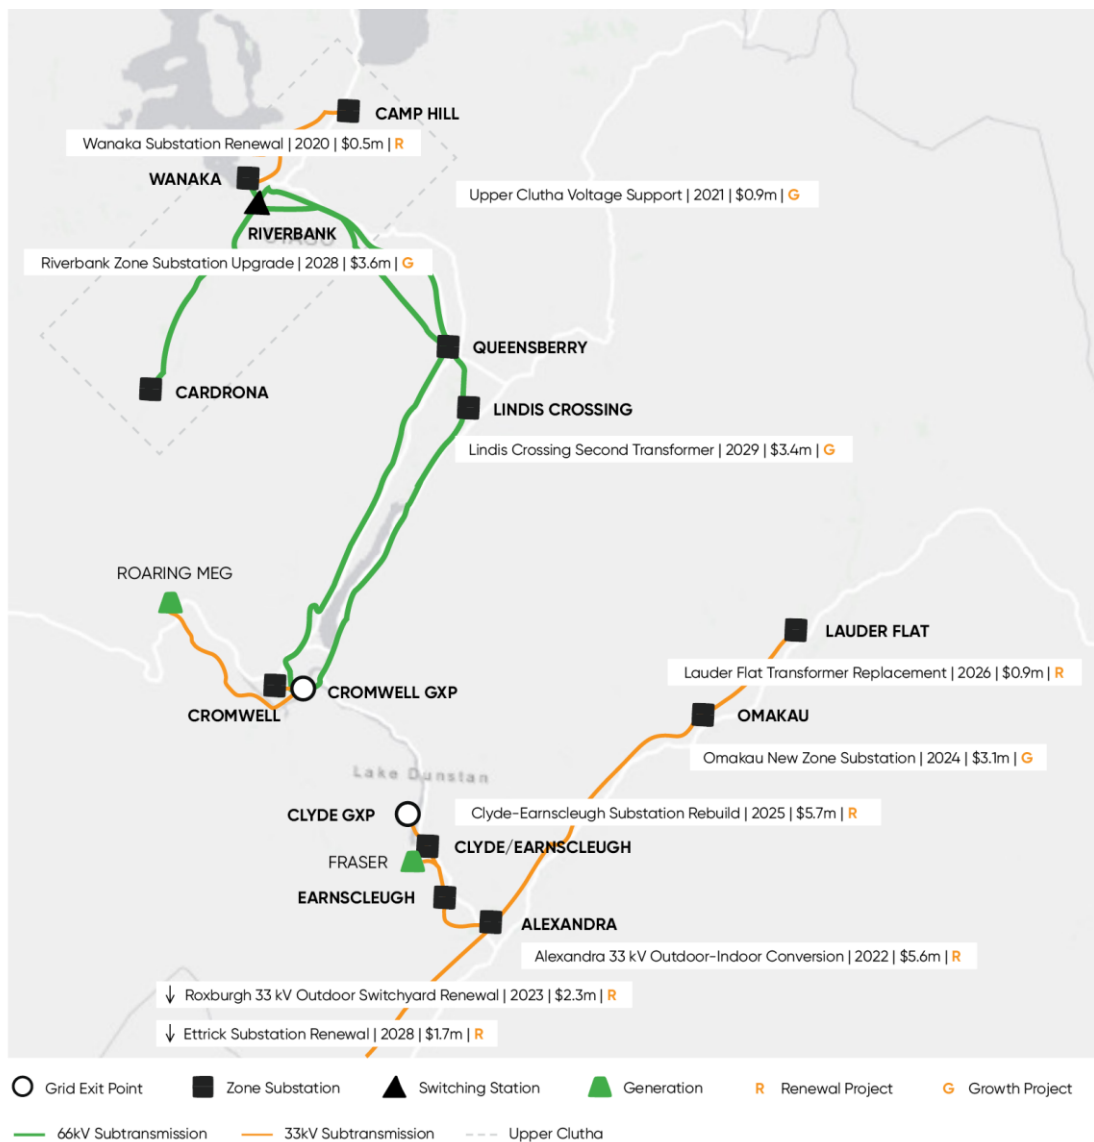 CAMP HILL
Wanaka Substation Renewal | 2020 | $0.5m | R
WANAKA
Upper Clutha Voltage Support | 2021 | $0.9m | G
RIVERBANK
Riverbank Zone Substation Upgrade | 2028 | $3.6m | G
QUEENSBERRY
CARDRONA
LINDIS CROSSING
Lindis Crossing Second Transformer | 2029 | $3.4m | G
ROARING MEG
LAUDER FLAT
Lauder Flat Transformer Replacement | 2026 | $0.9m | R
CROMWELL GXP
CROMWELL
OMAKAU
Omakau New Zone Substation | 2024 | $3.1m | G
Lake Dunstan
CLYDE GXP
Clyde-Earnscleugh Substation Rebuild | 2025 | $5.7m | R
CLYDE/EARNSCLEUGH
FRASER
EARNSCLEUGH
ALEXANDRA
Alexandra 33 kV Outdoor-Indoor Conversion | 2022 | $5.6m | R
↓ Roxburgh 33 kV Outdoor Switchyard Renewal | 2023 | $2.3m | R
↓ Ettrick Substation Renewal | 2028 | $1.7m | R
Grid Exit Point Zone Substation Switching Station Generation R Renewal Project G Growth Project
66kV Subtransmission 33kV Subtransmission Upper Clutha